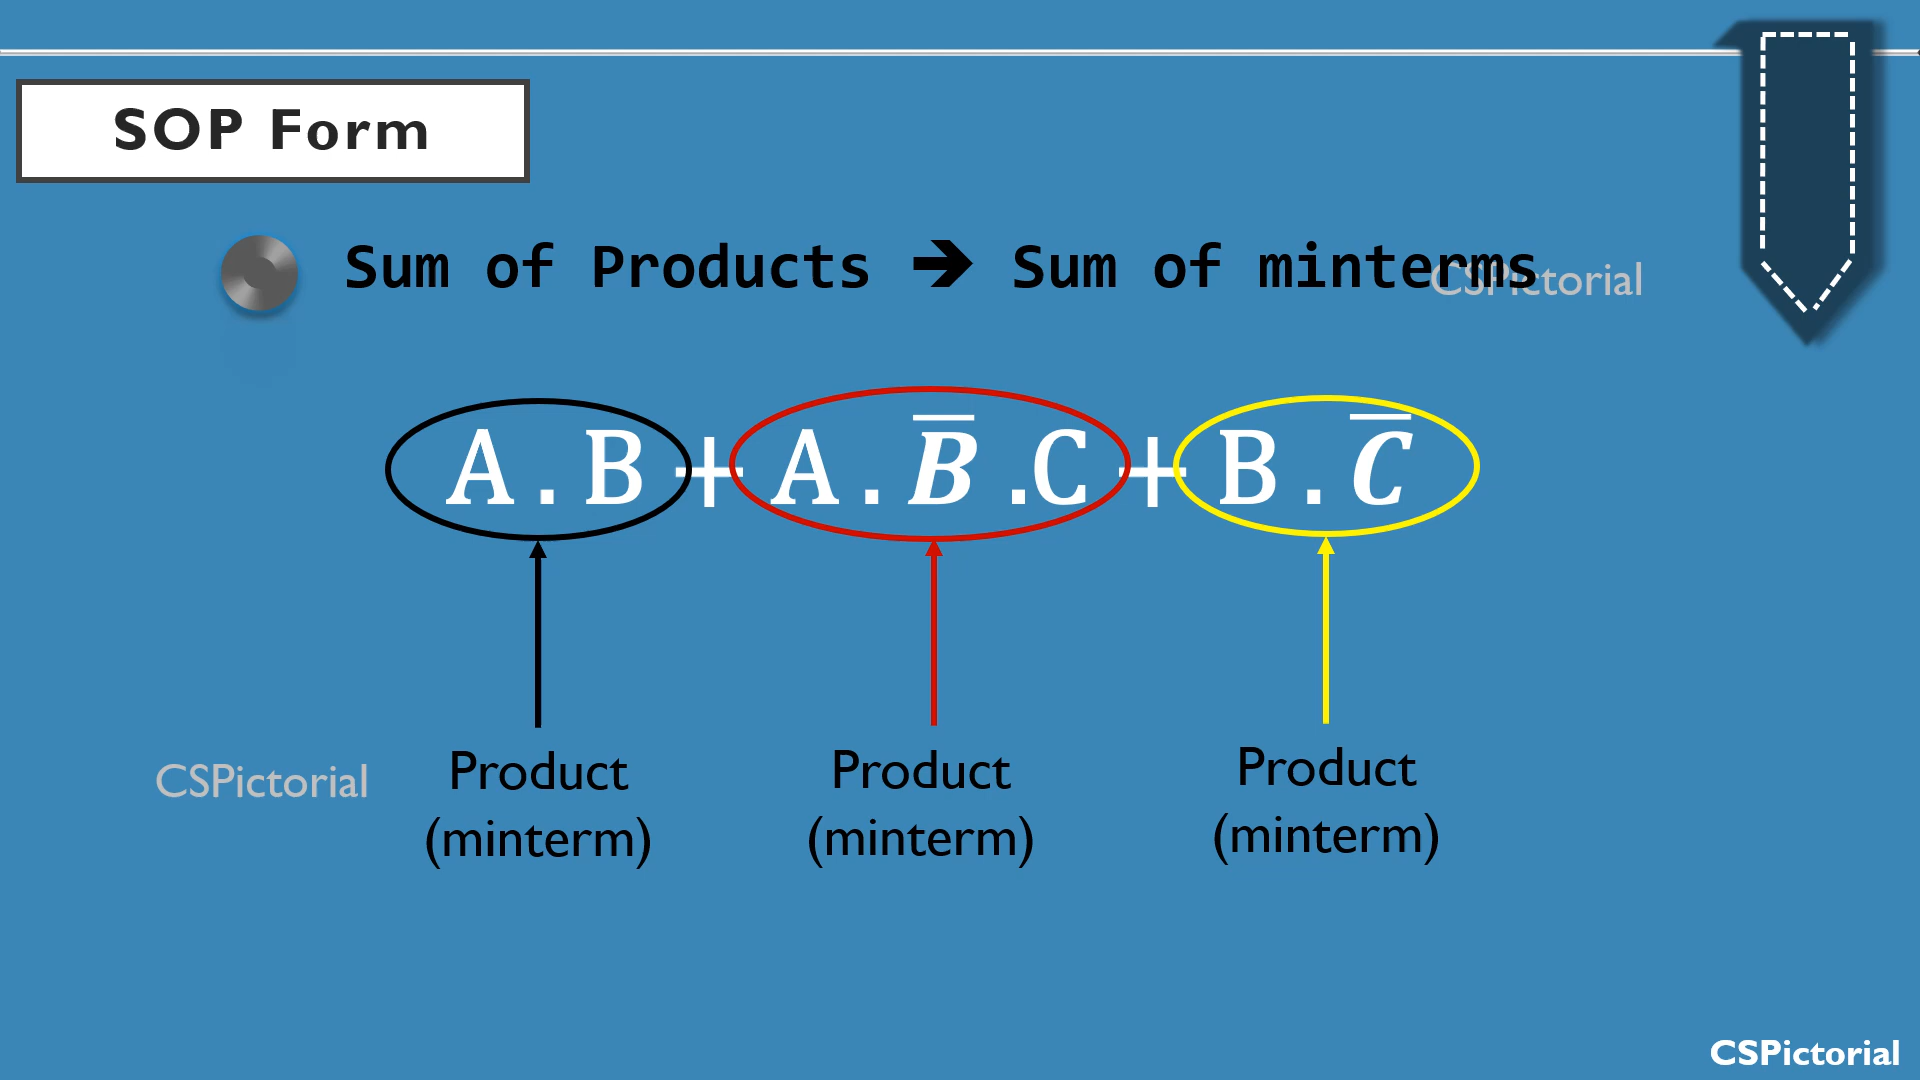 SOP Form
Sum of Products ➔ Sum of minterms
CSPictorial
A.B + A.B̅.C + B.C̅
CSPictorial
Product Product Product
(minterm) (minterm) (minterm)
CSPictorial